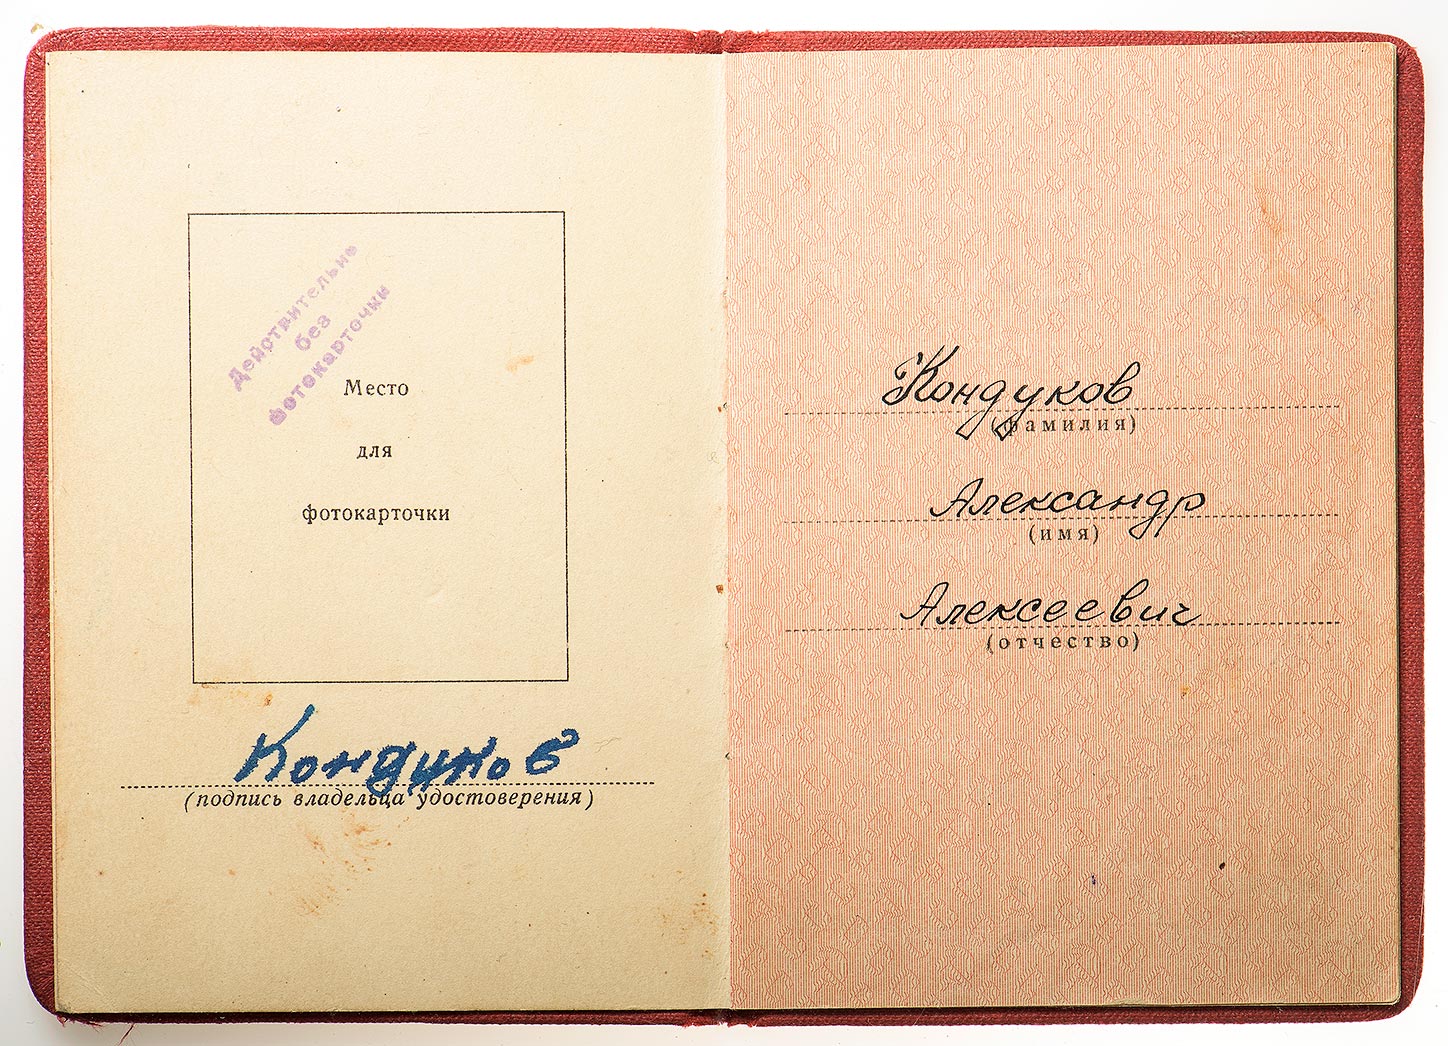 Действительно
без
фотокарточки
Место
для
фотокарточки
Кондуков
(подпись владельца удостоверения)
Кондуков
(фамилия)
Александр
(имя)
Алексеевич
(отчество)